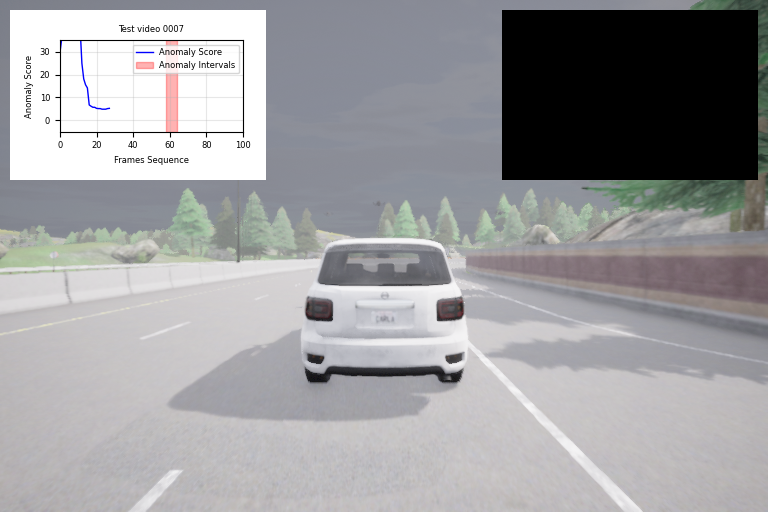 Test video 0007
Anomaly Score
30
20
10
0
Anomaly Score
Anomaly Intervals
0 20 40 60 80 100
Frames Sequence